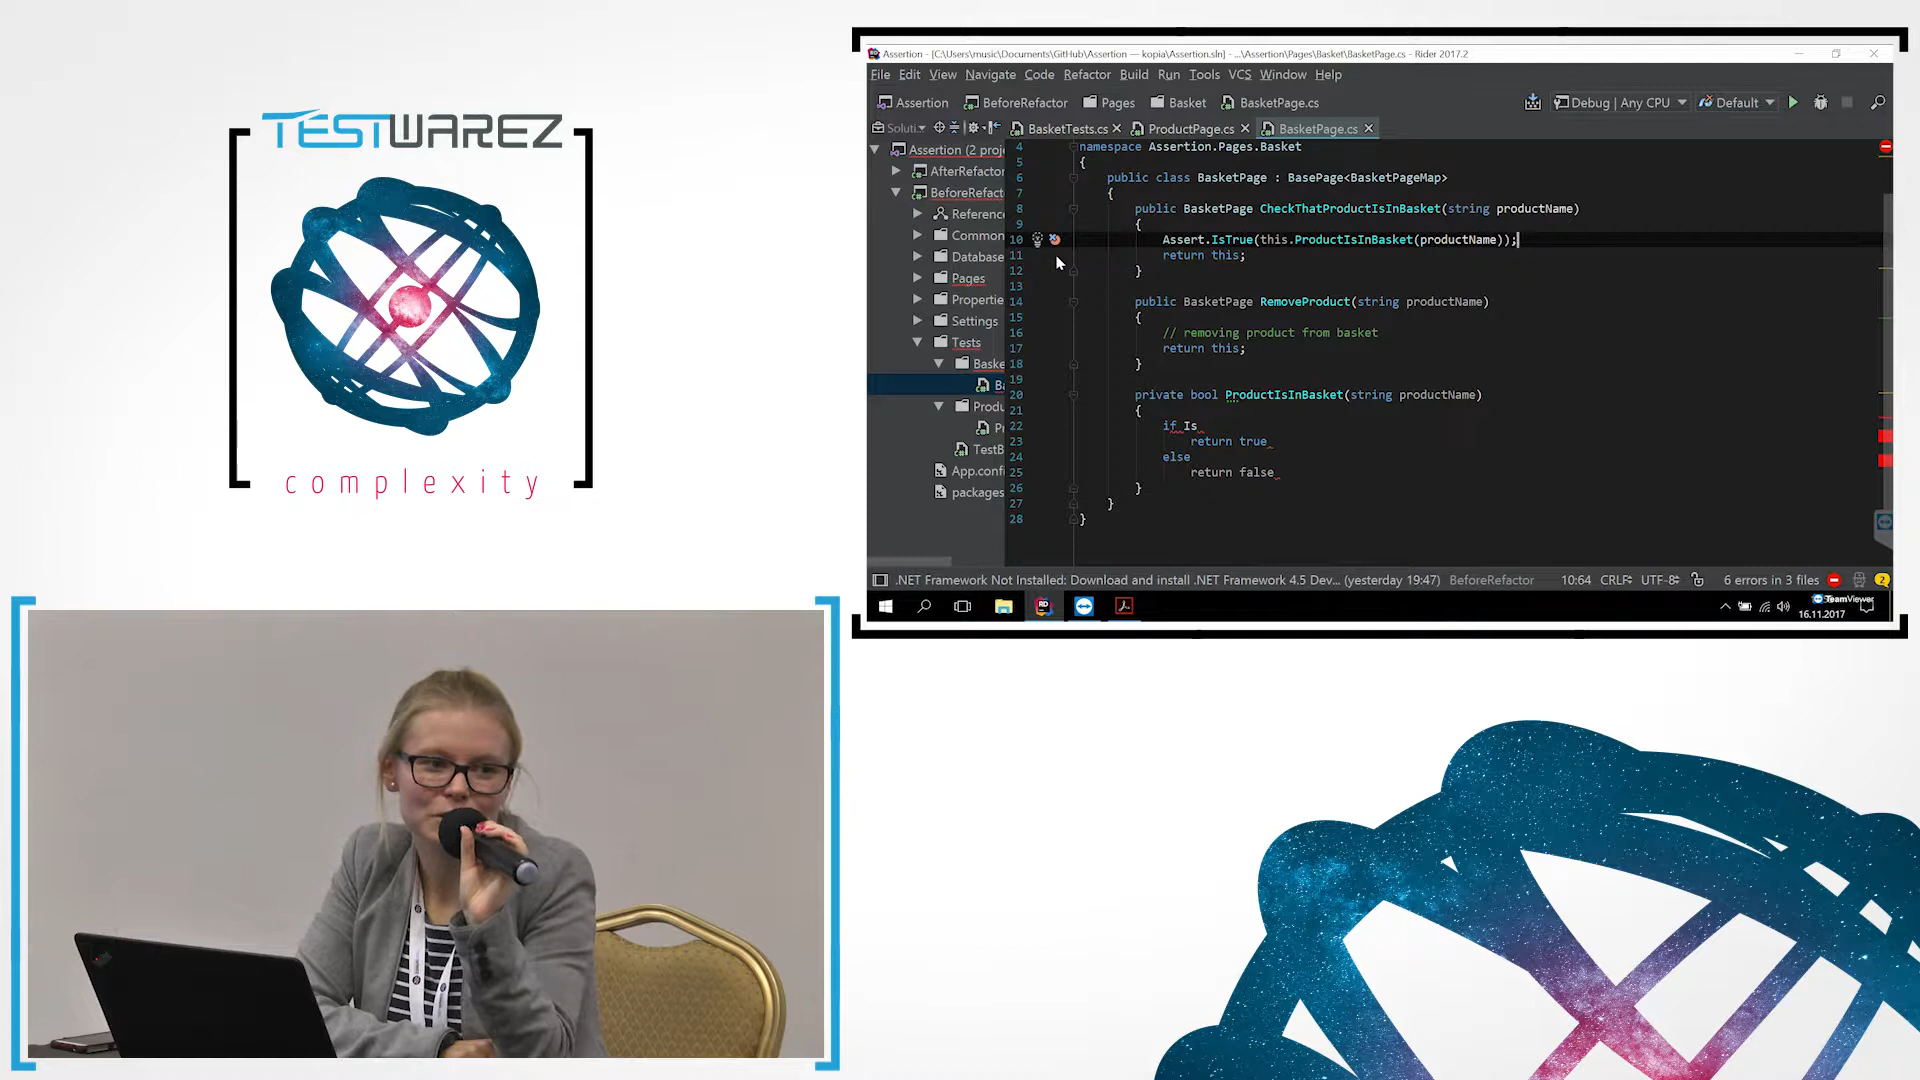 TESTWAREZ
complexity
Assertion - [C:\Users\music\Documents\GitHub\Assertion — kopia\Assertion.sln] - ...\Assertion\Pages\Basket\BasketPage.cs - Rider 2017.2
File Edit View Navigate Code Refactor Build Run Tools VCS Window Help
Assertion BeforeRefactor Pages Basket BasketPage.cs Debug | Any CPU Default
Soluti.. BasketTests.cs ProductPage.cs BasketPage.cs
Assertion (2 proj
AfterRefacto
BeforeRefact
Reference
Common
Database
Pages
Propertie
Settings
Tests
Baske
Ba
Produ
Pr
TestB
App.confi
packages
4 namespace Assertion.Pages.Basket
5 {
6 public class BasketPage : BasePage<BasketPageMap>
7 {
8 public BasketPage CheckThatProductIsInBasket(string productName)
9 {
10 Assert.IsTrue(this.ProductIsInBasket(productName));
11 return this;
12 }
13
14 public BasketPage RemoveProduct(string productName)
15 {
16 // removing product from basket
17 return this;
18 }
19
20 private bool ProductIsInBasket(string productName)
21 {
22 if Is
23 return true
24 else
25 return false
26 }
27 }
28 }
.NET Framework Not Installed: Download and install .NET Framework 4.5 Dev... (yesterday 19:47) BeforeRefactor 10:64 CRLF UTF-8 6 errors in 3 files 2
TeamViewer
16.11.2017